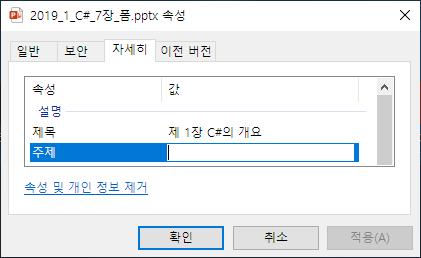 2019_1_C#_7장_폼.pptx 속성
일반 보안 자세히 이전 버전
속성 값
설명
제목 제 1장 C#의 개요
주제
속성 및 개인 정보 제거
확인 취소 적용(A)